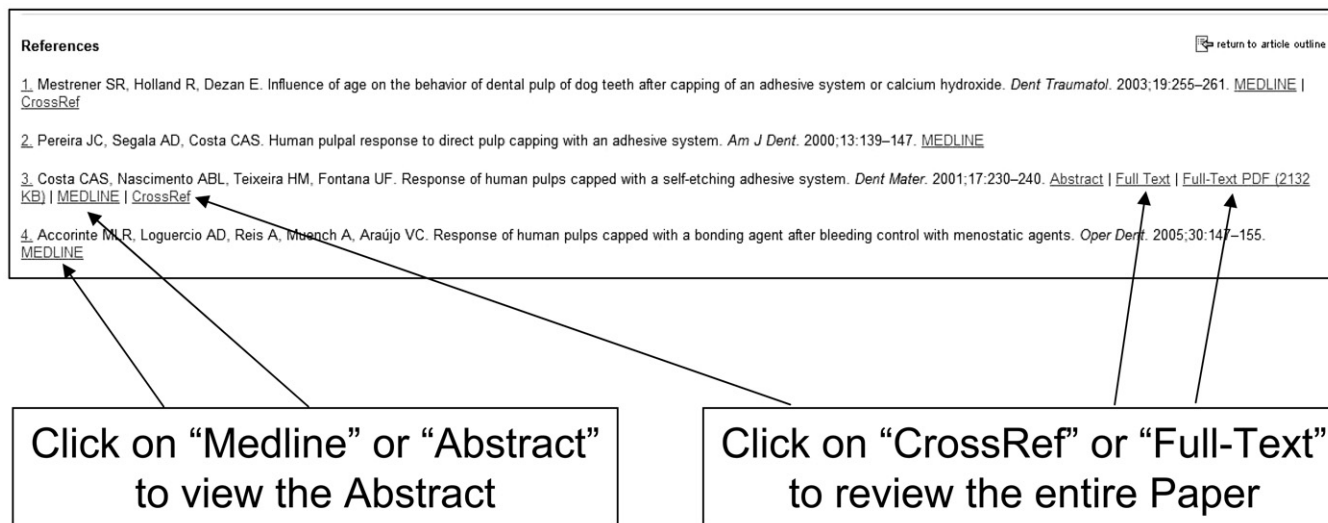 References
return to article outline
1. Mestrener SR, Holland R, Dezan E. Influence of age on the behavior of dental pulp of dog teeth after capping of an adhesive system or calcium hydroxide. Dent Traumatol. 2003;19:255–261. MEDLINE |
CrossRef
2. Pereira JC, Segala AD, Costa CAS. Human pulpal response to direct pulp capping with an adhesive system. Am J Dent. 2000;13:139–147. MEDLINE
3. Costa CAS, Nascimento ABL, Teixeira HM, Fontana UF. Response of human pulps capped with a self-etching adhesive system. Dent Mater. 2001;17:230–240. Abstract | Full Text | Full-Text PDF (2132
KB) | MEDLINE | CrossRef
4. Accorinte MLR, Loguercio AD, Reis A, Muench A, Araújo VC. Response of human pulps capped with a bonding agent after bleeding control with menostatic agents. Oper Dent. 2005;30:147–155.
MEDLINE
Click on “Medline” or “Abstract”
to view the Abstract
Click on “CrossRef” or “Full-Text”
to review the entire Paper